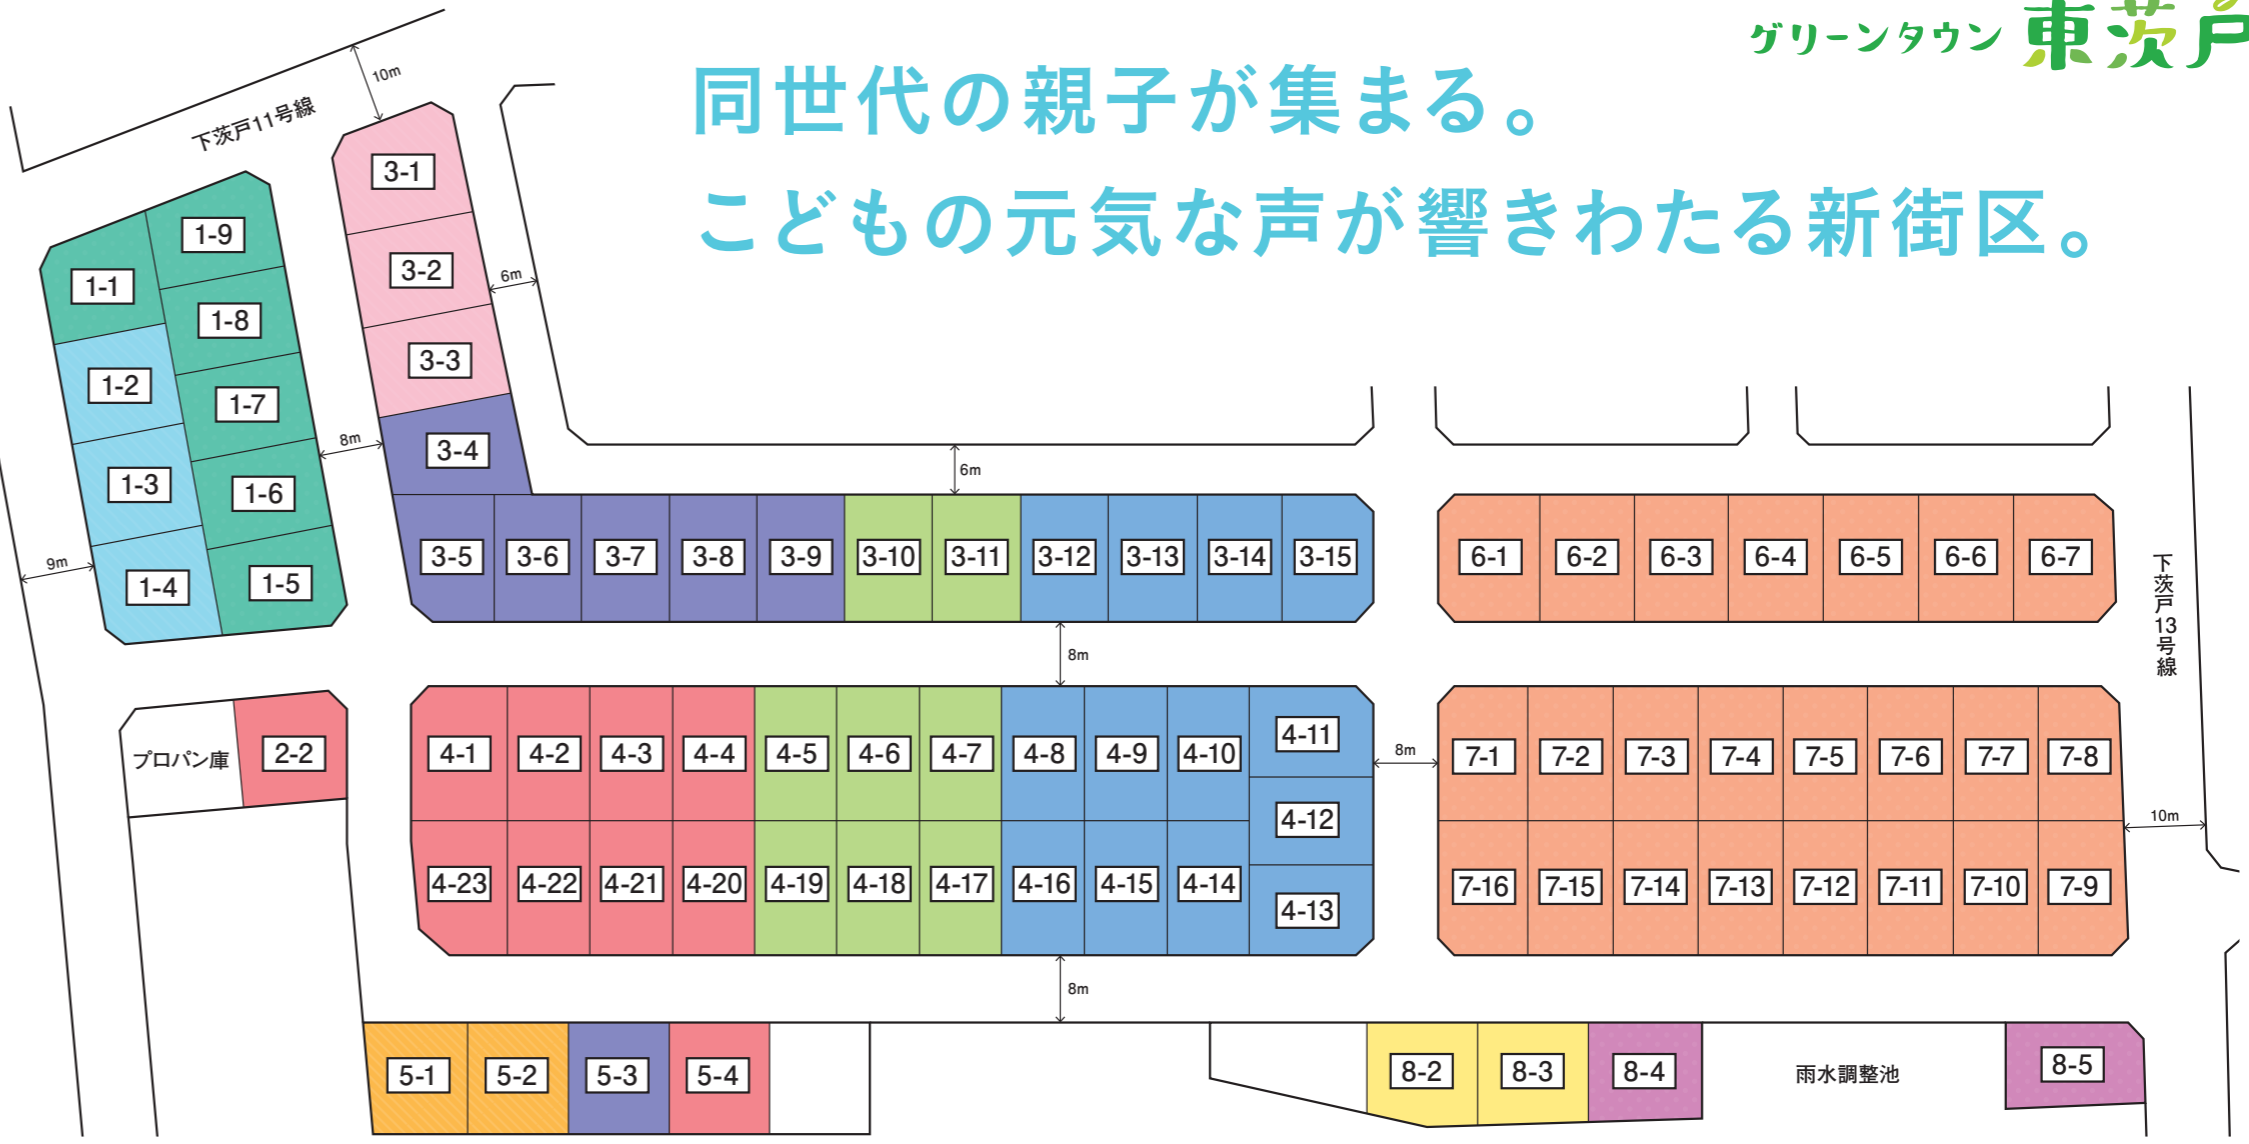 グリーンタウン 東茨戸
同世代の親子が集まる。
こどもの元気な声が響きわたる新街区。
10m
下茨戸11号線
3-1
1-9
3-2
6m
1-1
1-8
3-3
1-2
1-7
8m
3-4
6m
1-3
1-6
9m
1-4
1-5
3-5 3-6 3-7 3-8 3-9 3-10 3-11 3-12 3-13 3-14 3-15
6-1 6-2 6-3 6-4 6-5 6-6 6-7
下茨戸13号線
8m
プロパン庫 2-2
4-1 4-2 4-3 4-4 4-5 4-6 4-7 4-8 4-9 4-10 4-11
8m
7-1 7-2 7-3 7-4 7-5 7-6 7-7 7-8
4-12
10m
4-23 4-22 4-21 4-20 4-19 4-18 4-17 4-16 4-15 4-14 4-13
7-16 7-15 7-14 7-13 7-12 7-11 7-10 7-9
8m
5-1 5-2 5-3 5-4
8-2 8-3 8-4 雨水調整池 8-5